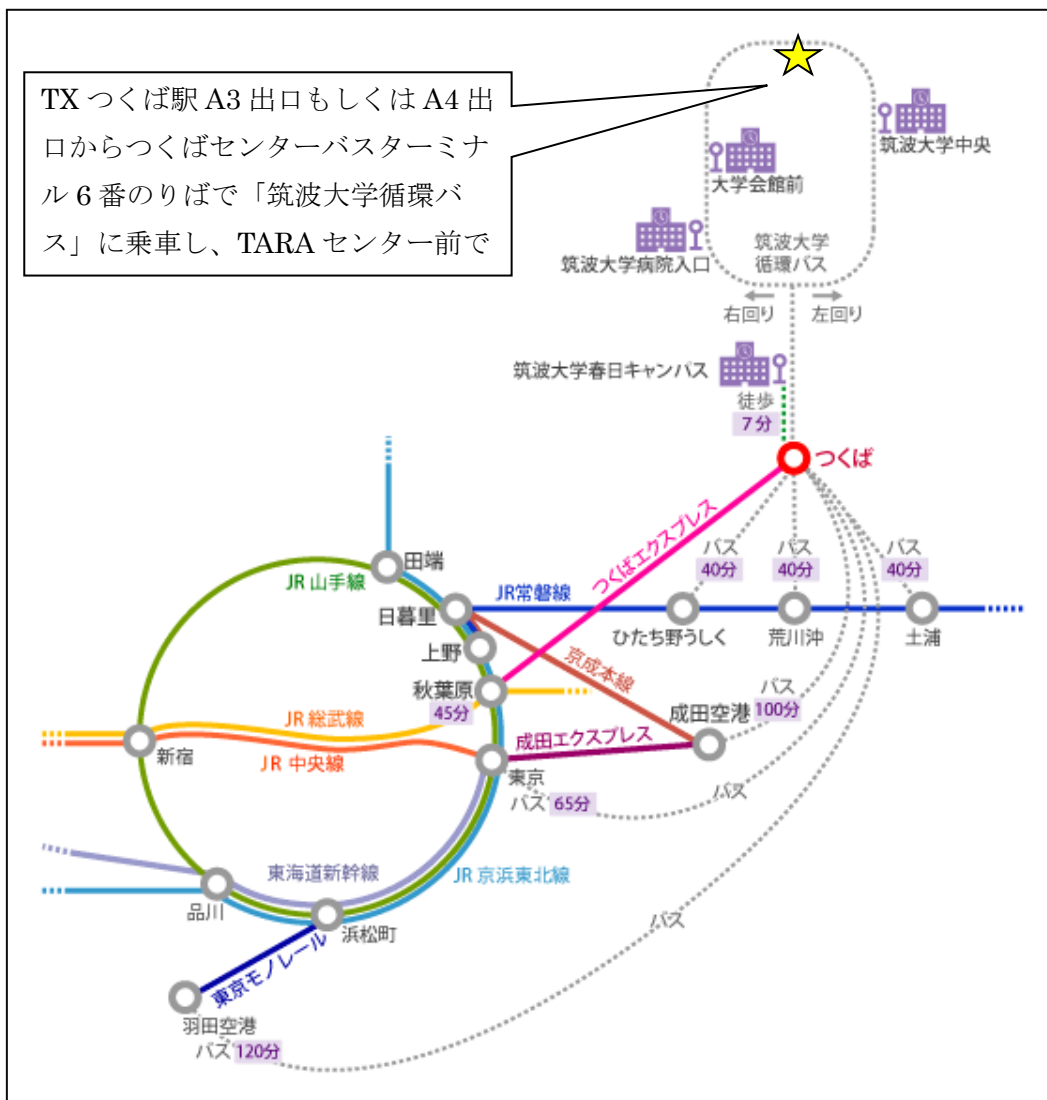 TX つくば駅 A3 出口もしくは A4 出
口からつくばセンターバスターミナ
ル 6 番のりばで「筑波大学循環バ
ス」に乗車し、TARA センター前で
筑波大学中央
大学会館前
筑波大学病院入口
筑波大学
循環バス
右回り
左回り
筑波大学春日キャンパス
徒歩
7分
つくば
つくばエクスプレス
バス
40分
バス
40分
バス
40分
田端
JR 山手線
日暮里
JR常磐線
ひたち野うしく
荒川沖
土浦
上野
京成本線
秋葉原
45分
バス
100分
成田空港
JR 総武線
成田エクスプレス
新宿
JR 中央線
東京
バス 65分
バス
東海道新幹線
JR 京浜東北線
品川
浜松町
バス
東京モノレール
羽田空港
バス 120分